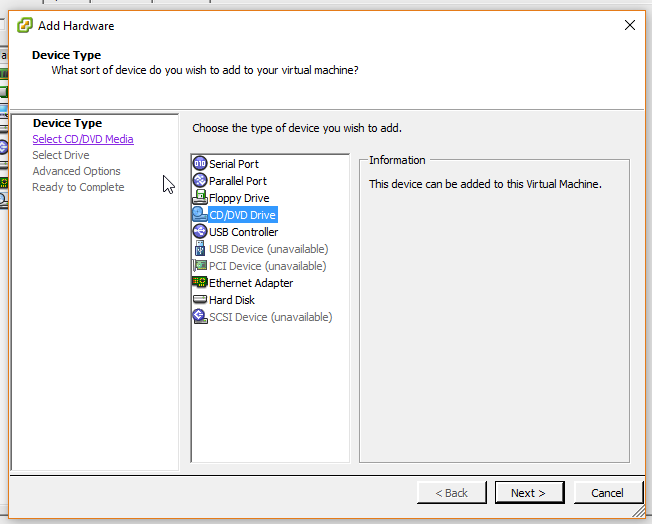 Add Hardware
Device Type
What sort of device do you wish to add to your virtual machine?
Device Type
Select CD/DVD Media
Select Drive
Advanced Options
Ready to Complete
Choose the type of device you wish to add.
Serial Port
Parallel Port
Floppy Drive
CD/DVD Drive
USB Controller
USB Device (unavailable)
PCI Device (unavailable)
Ethernet Adapter
Hard Disk
SCSI Device (unavailable)
Information
This device can be added to this Virtual Machine.
< Back
Next >
Cancel